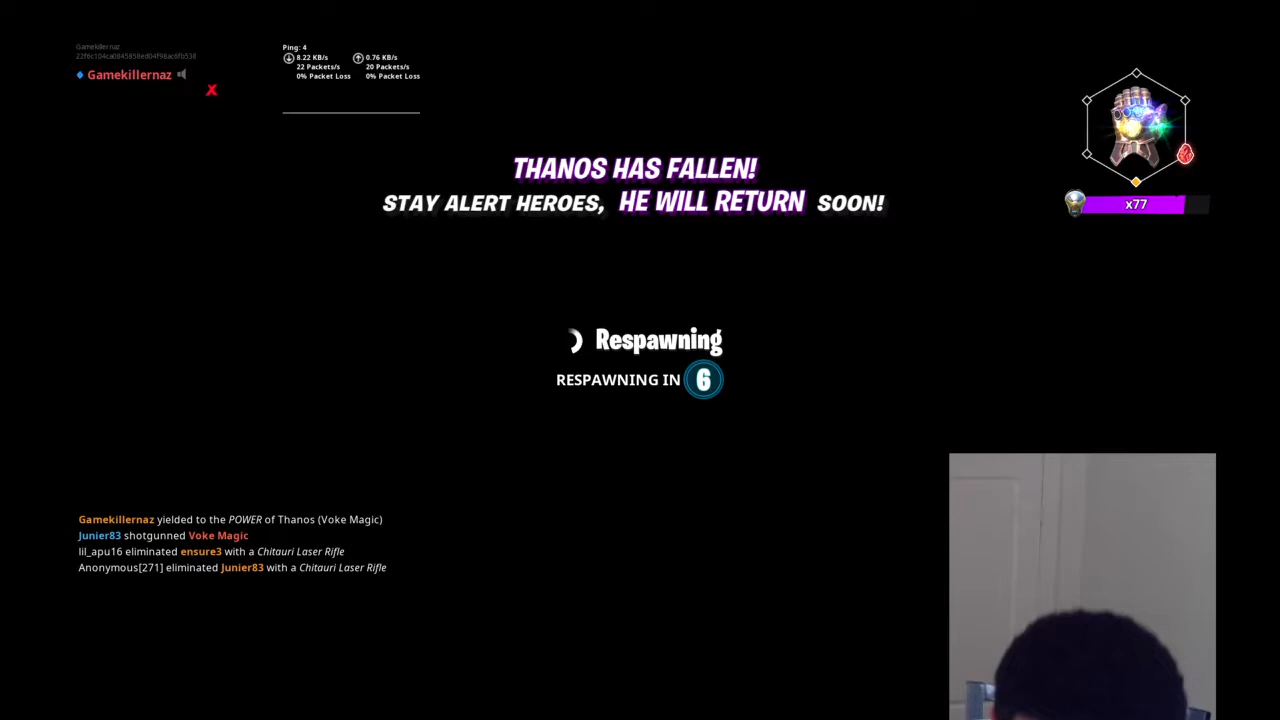 Gamekillernaz
Gamekillernaz
X
Ping: 4
8.22 KB/s 0.76 KB/s
22 Packets/s 20 Packets/s
0% Packet Loss 0% Packet Loss
THANOS HAS FALLEN!
STAY ALERT HEROES, HE WILL RETURN SOON!
x77
Respawning
RESPAWNING IN 6
Gamekillernaz yielded to the POWER of Thanos (Voke Magic)
Junier83 shotgunned Voke Magic
lil_apu16 eliminated ensure3 with a Chitauri Laser Rifle
Anonymous[271] eliminated Junier83 with a Chitauri Laser Rifle